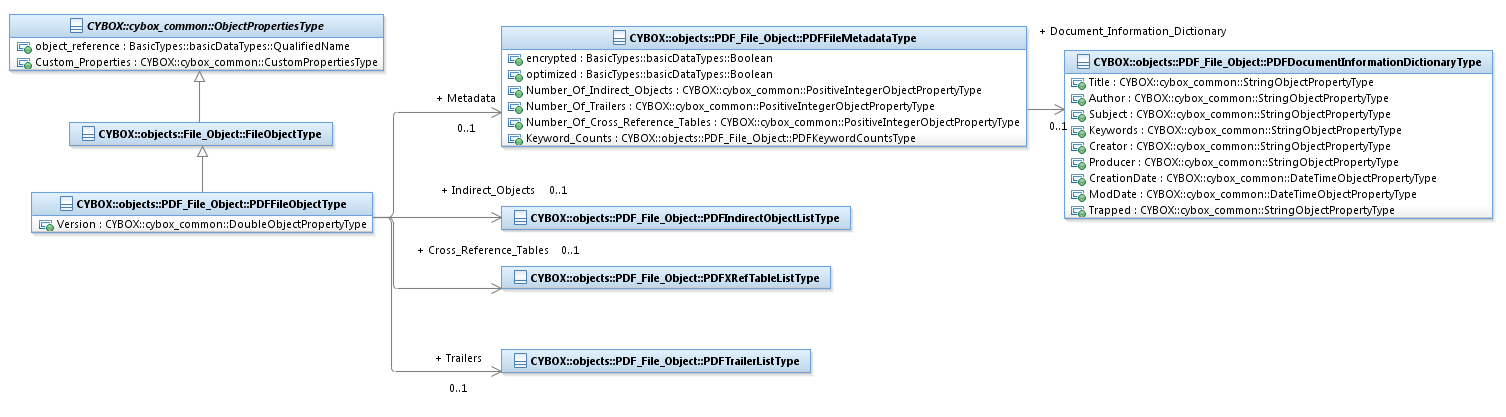 CYBOX::cybox_common::ObjectPropertiesType
object_reference : BasicTypes::basicDataTypes::QualifiedName
Custom_Properties : CYBOX::cybox_common::CustomPropertiesType
CYBOX::objects::File_Object::FileObjectType
CYBOX::objects::PDF_File_Object::PDFFileObjectType
Version : CYBOX::cybox_common::DoubleObjectPropertyType
+ Metadata
0..1
CYBOX::objects::PDF_File_Object::PDFFileMetadataType
encrypted : BasicTypes::basicDataTypes::Boolean
optimized : BasicTypes::basicDataTypes::Boolean
Number_Of_Indirect_Objects : CYBOX::cybox_common::PositiveIntegerObjectPropertyType
Number_Of_Trailers : CYBOX::cybox_common::PositiveIntegerObjectPropertyType
Number_Of_Cross_Reference_Tables : CYBOX::cybox_common::PositiveIntegerObjectPropertyType
Keyword_Counts : CYBOX::objects::PDF_File_Object::PDFKeywordCountsType
+ Document_Information_Dictionary
0..1
CYBOX::objects::PDF_File_Object::PDFDocumentInformationDictionaryType
Title : CYBOX::cybox_common::StringObjectPropertyType
Author : CYBOX::cybox_common::StringObjectPropertyType
Subject : CYBOX::cybox_common::StringObjectPropertyType
Keywords : CYBOX::cybox_common::StringObjectPropertyType
Creator : CYBOX::cybox_common::StringObjectPropertyType
Producer : CYBOX::cybox_common::StringObjectPropertyType
CreationDate : CYBOX::cybox_common::DateTimeObjectPropertyType
ModDate : CYBOX::cybox_common::DateTimeObjectPropertyType
Trapped : CYBOX::cybox_common::StringObjectPropertyType
+ Indirect_Objects 0..1
CYBOX::objects::PDF_File_Object::PDFIndirectObjectListType
+ Cross_Reference_Tables 0..1
CYBOX::objects::PDF_File_Object::PDFXRefTableListType
+ Trailers
0..1
CYBOX::objects::PDF_File_Object::PDFTrailerListType